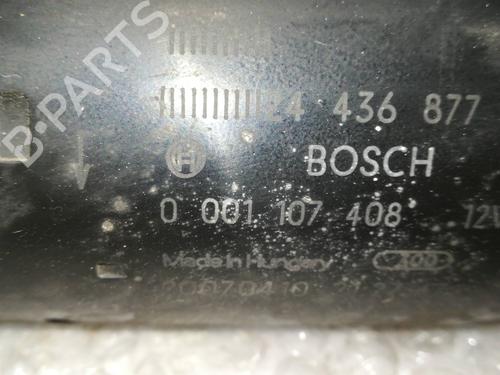 24 436 877
BOSCH
0 001 107 408 12V
Made in Hungary
B-PARTS